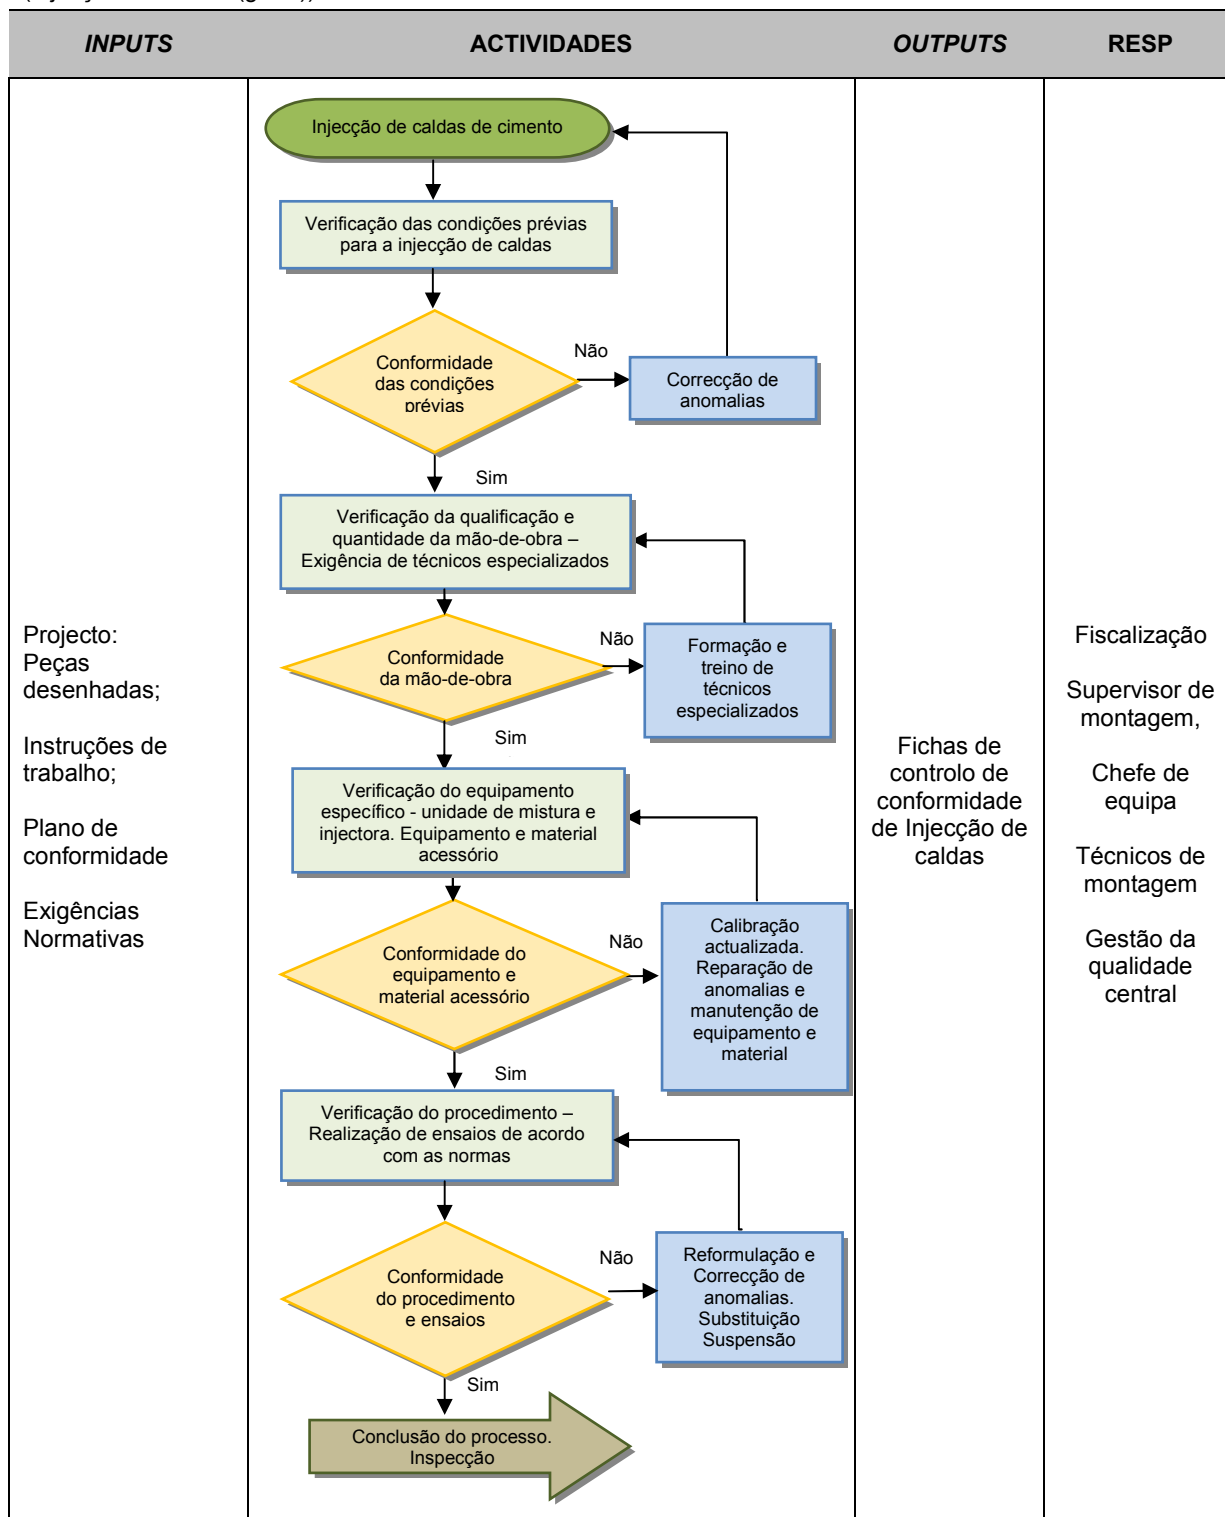 INPUTS
ACTIVIDADES
OUTPUTS
RESP
Projecto:
Peças
desenhadas;
Instruções de
trabalho;
Plano de
conformidade
Exigências
Normativas
Injecção de caldas de cimento
Verificação das condições prévias
para a injecção de caldas
Conformidade
das condições
prévias
Não
Correcção de
anomalias
Sim
Verificação da qualificação e
quantidade da mão-de-obra –
Exigência de técnicos especializados
Conformidade
da mão-de-obra
Não
Formação e
treino de
técnicos
especializados
Sim
Verificação do equipamento
específico - unidade de mistura e
injectora. Equipamento e material
acessório
Conformidade do
equipamento e
material acessório
Não
Calibração
actualizada.
Reparação de
anomalias e
manutenção de
equipamento e
material
Sim
Verificação do procedimento –
Realização de ensaios de acordo
com as normas
Conformidade
do procedimento
e ensaios
Não
Reformulação e
Correcção de
anomalias.
Substituição
Suspensão
Sim
Conclusão do processo.
Inspecção
Fichas de
controlo de
conformidade
de Injecção de
caldas
Fiscalização
Supervisor de
montagem,
Chefe de
equipa
Técnicos de
montagem
Gestão da
qualidade
central